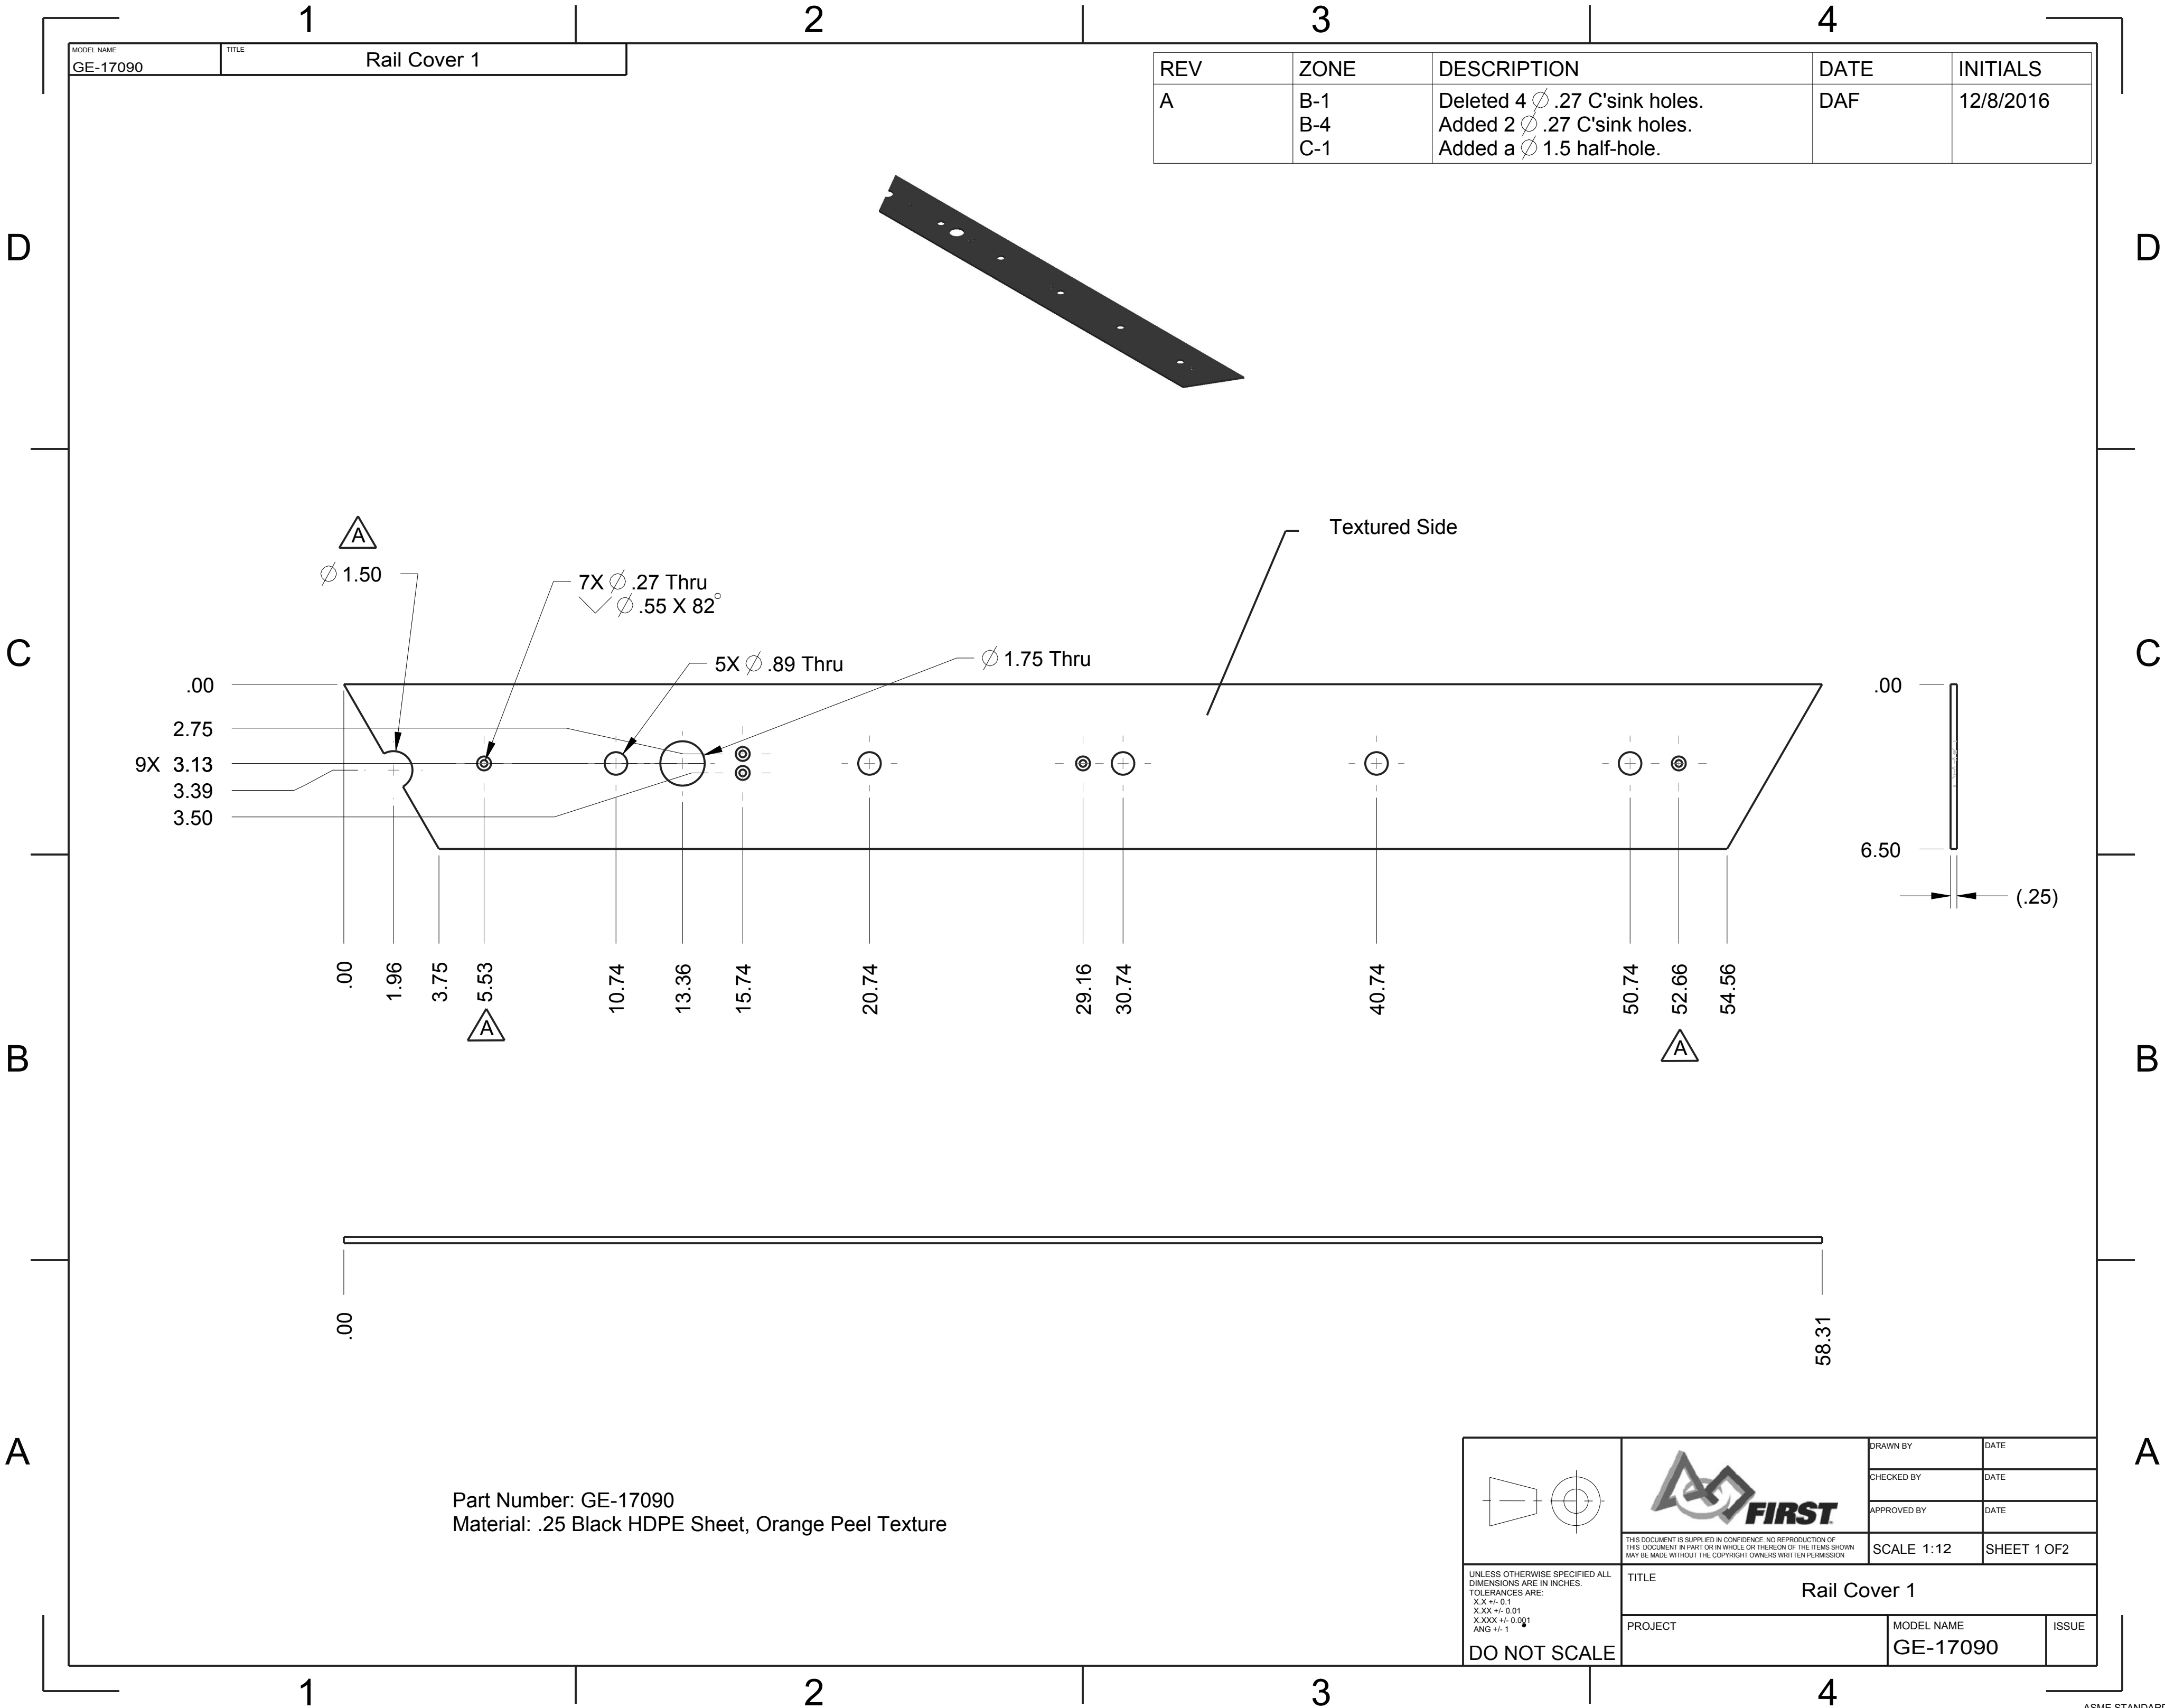 1 2 3 4
MODEL NAME
GE-17090
TITLE
Rail Cover 1
REV ZONE DESCRIPTION DATE INITIALS
A B-1 Deleted 4 ∅ .27 C'sink holes. DAF 12/8/2016
B-4 Added 2 ∅ .27 C'sink holes.
C-1 Added a ∅ 1.5 half-hole.
D D
Textured Side
A
∅ 1.50
7X ∅ .27 Thru
∅ .55 X 82°
C C
5X ∅ .89 Thru
∅ 1.75 Thru
.00
2.75
9X 3.13
3.39
3.50
.00
6.50
(.25)
.00
1.96
3.75
5.53
10.74
13.36
15.74
20.74
29.16
30.74
40.74
50.74
52.66
54.56
A
A
B B
.00
58.31
A A
Part Number: GE-17090
Material: .25 Black HDPE Sheet, Orange Peel Texture
FIRST
DRAWN BY DATE
CHECKED BY DATE
APPROVED BY DATE
THIS DOCUMENT IS SUPPLIED IN CONFIDENCE. NO REPRODUCTION OF
THIS DOCUMENT IN PART OR IN WHOLE OR THEREON OF THE ITEMS SHOWN
MAY BE MADE WITHOUT THE COPYRIGHT OWNERS WRITTEN PERMISSION
SCALE 1:12
SHEET 1 OF2
UNLESS OTHERWISE SPECIFIED ALL
DIMENSIONS ARE IN INCHES.
TOLERANCES ARE:
X.X +/- 0.1
X.XX +/- 0.01
X.XXX +/- 0.001
ANG +/- 1°
DO NOT SCALE
TITLE
Rail Cover 1
PROJECT
MODEL NAME
GE-17090
ISSUE
1 2 3 4